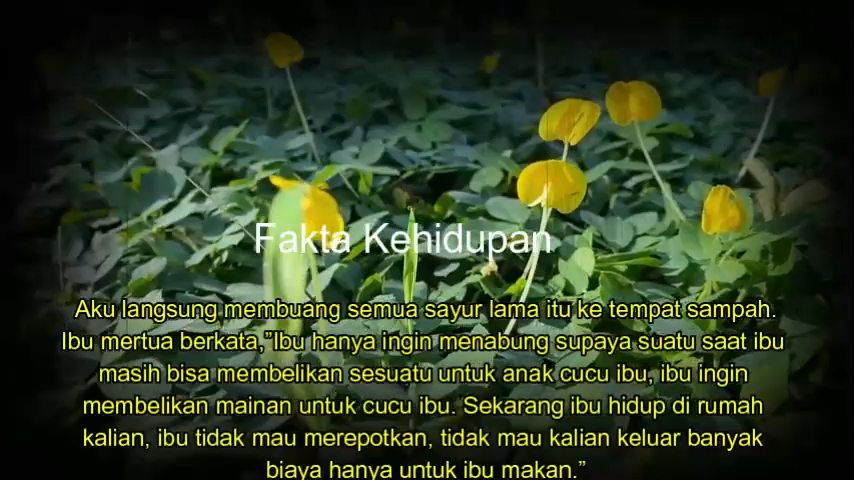 Fakta Kehidupan
Aku langsung membuang semua sayur lama itu ke tempat sampah.
Ibu mertua berkata,”Ibu hanya ingin menabung supaya suatu saat ibu
masih bisa membelikan sesuatu untuk anak cucu ibu, ibu ingin
membelikan mainan untuk cucu ibu. Sekarang ibu hidup di rumah
kalian, ibu tidak mau merepotkan, tidak mau kalian keluar banyak
biaya hanya untuk ibu makan.”